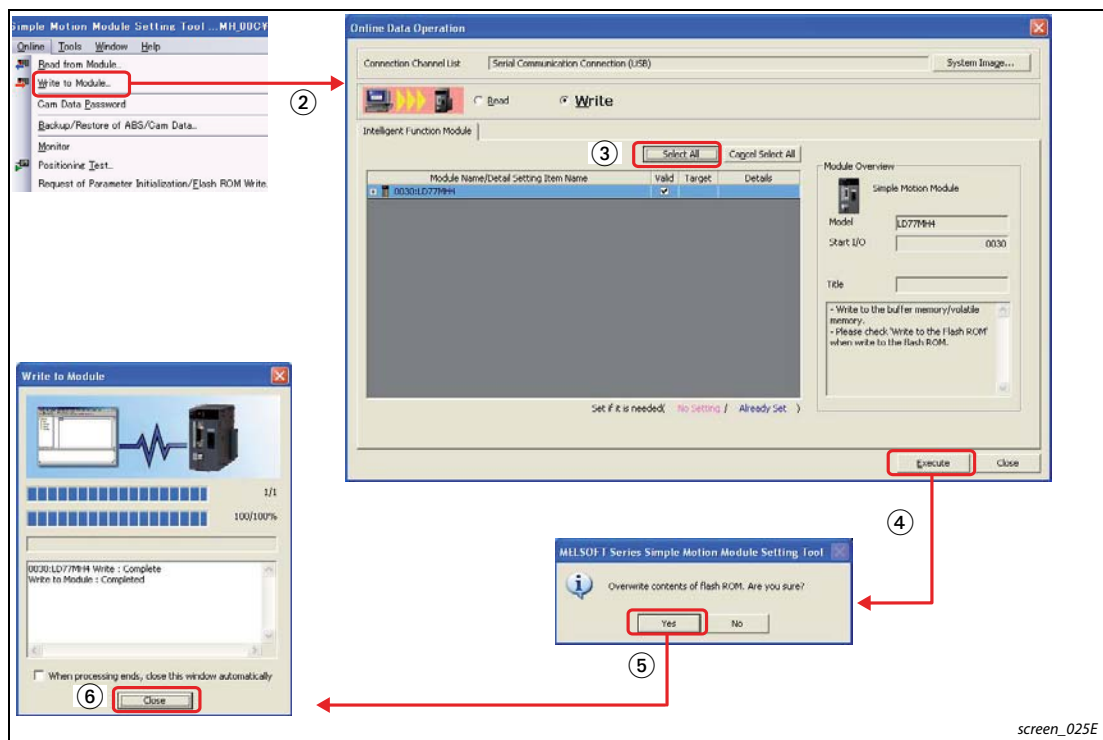 Simple Motion Module Setting Tool ...MH_00CY
Online Tools Window Help
Read from Module...
Write to Module...
Cam Data Password
Backup/Restore of ABS/Cam Data...
Monitor
Positioning Test...
Request of Parameter Initialization/Flash ROM Write
②
Online Data Operation
Connection Channel List Serial Communication Connection (USB) System Image...
Read Write
Intelligent Function Module
③ Select All Cancel Select All
Module Name/Detail Setting Item Name Valid Target Details
0030:LD77MH4
Module Overview
Simple Motion Module
Model LD77MH4
Start I/O 0030
Title
- Write to the buffer memory/volatile
memory.
- Please check 'Write to the Flash ROM'
when write to the flash ROM.
Set if it is needed( No Setting / Already Set )
Execute Close
④
MELSOFT Series Simple Motion Module Setting Tool
Overwrite contents of flash ROM. Are you sure?
Yes No
⑤
Write to Module
1/1
100/100%
0030:LD77MH4 Write : Complete
Write to Module : Completed
When processing ends, close this window automatically
⑥ Close
screen_025E